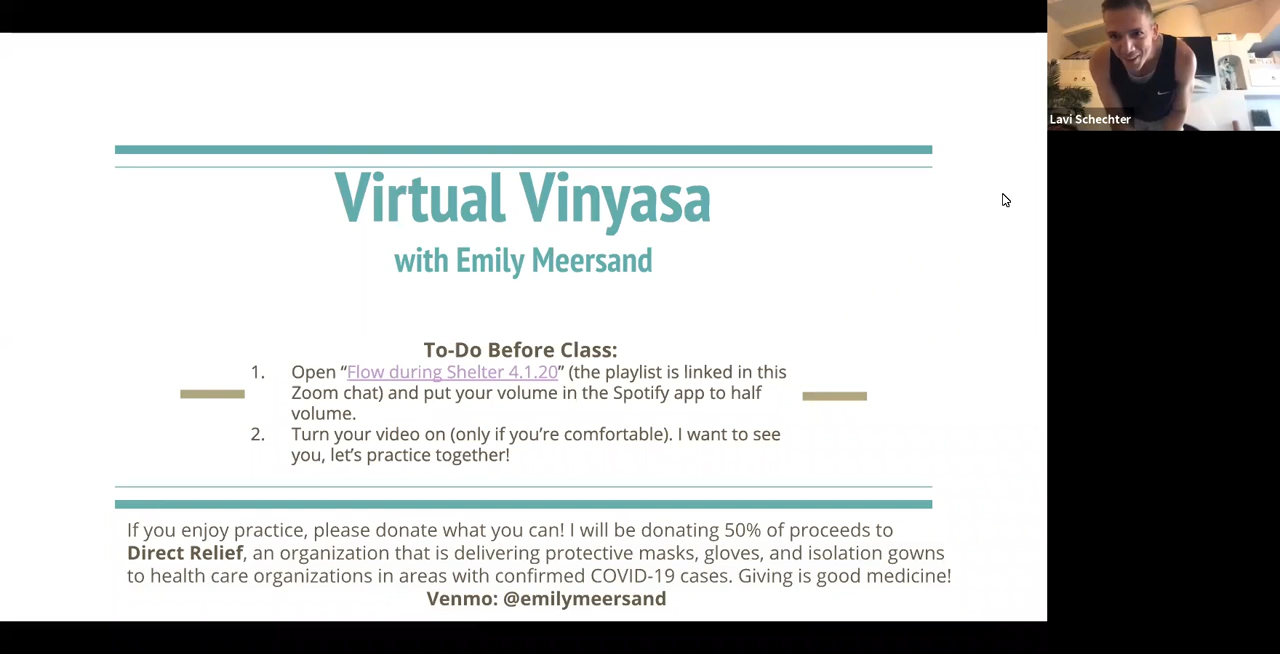 Lavi Schechter
Virtual Vinyasa
with Emily Meersand
To-Do Before Class:
1. Open “Flow during Shelter 4.1.20” (the playlist is linked in this
Zoom chat) and put your volume in the Spotify app to half
volume.
2. Turn your video on (only if you’re comfortable). I want to see
you, let’s practice together!
If you enjoy practice, please donate what you can! I will be donating 50% of proceeds to
Direct Relief, an organization that is delivering protective masks, gloves, and isolation gowns
to health care organizations in areas with confirmed COVID-19 cases. Giving is good medicine!
Venmo: @emilymeersand